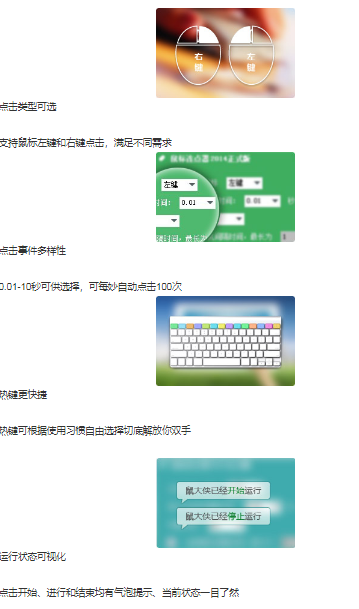 右 左
键 键
点击类型可选
支持鼠标左键和右键点击，满足不同需求
鼠标连点器2014正式版
左键 左键
时间： 0.01 时间： 0.01 秒
点击事件多样性
0.01-10秒可供选择，可每妙自动点击100次
热键更快捷
热键可根据使用习惯自由选择切底解放你双手
鼠大侠已经开始运行
鼠大侠已经停止运行
运行状态可视化
点击开始、进行和结束均有气泡提示、当前状态一目了然